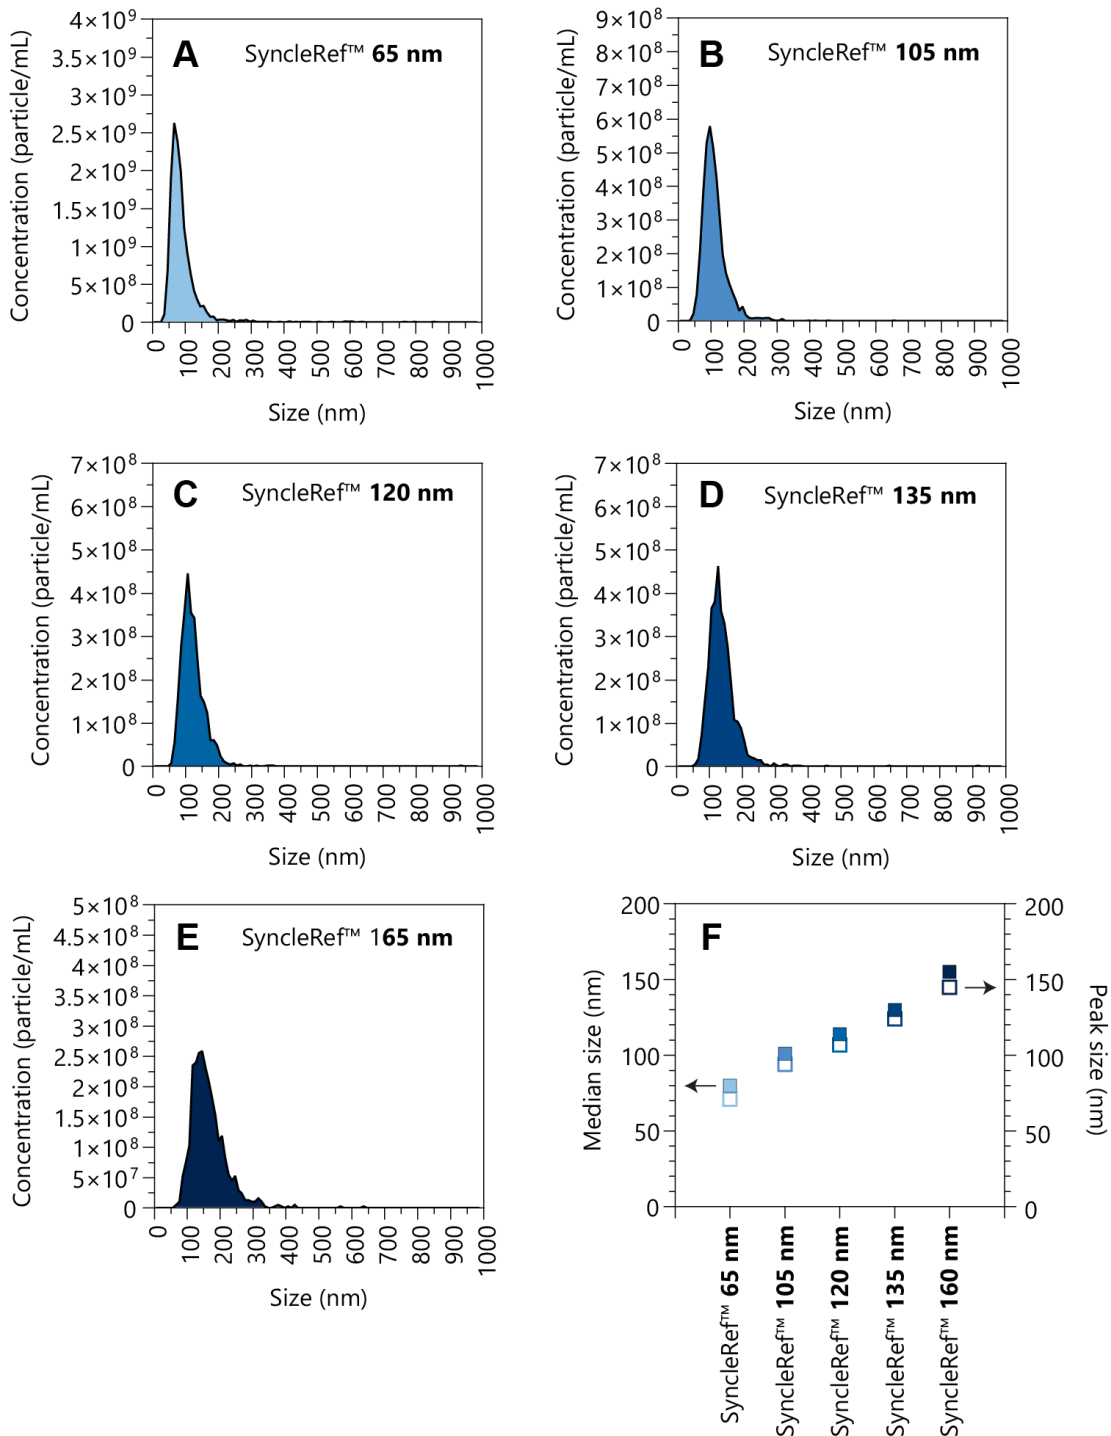 A
SyncleRef™ 65 nm
Concentration (particle/mL)
4×10⁹
3.5×10⁹
3×10⁹
2.5×10⁹
2×10⁹
1.5×10⁹
1×10⁹
5×10⁸
0
0 100 200 300 400 500 600 700 800 900 1000
Size (nm)
B
SyncleRef™ 105 nm
Concentration (particle/mL)
9×10⁸
8×10⁸
7×10⁸
6×10⁸
5×10⁸
4×10⁸
3×10⁸
2×10⁸
1×10⁸
0
0 100 200 300 400 500 600 700 800 900 1000
Size (nm)
C
SyncleRef™ 120 nm
Concentration (particle/mL)
7×10⁸
6×10⁸
5×10⁸
4×10⁸
3×10⁸
2×10⁸
1×10⁸
0
0 100 200 300 400 500 600 700 800 900 1000
Size (nm)
D
SyncleRef™ 135 nm
Concentration (particle/mL)
7×10⁸
6×10⁸
5×10⁸
4×10⁸
3×10⁸
2×10⁸
1×10⁸
0
0 100 200 300 400 500 600 700 800 900 1000
Size (nm)
E
SyncleRef™ 165 nm
Concentration (particle/mL)
5×10⁸
4.5×10⁸
4×10⁸
3.5×10⁸
3×10⁸
2.5×10⁸
2×10⁸
1.5×10⁸
1×10⁸
5×10⁷
0
0 100 200 300 400 500 600 700 800 900 1000
Size (nm)
F
Median size (nm)
200
150
100
50
0
200
150
100
50
0
Peak size (nm)
SyncleRef™ 65 nm
SyncleRef™ 105 nm
SyncleRef™ 120 nm
SyncleRef™ 135 nm
SyncleRef™ 160 nm